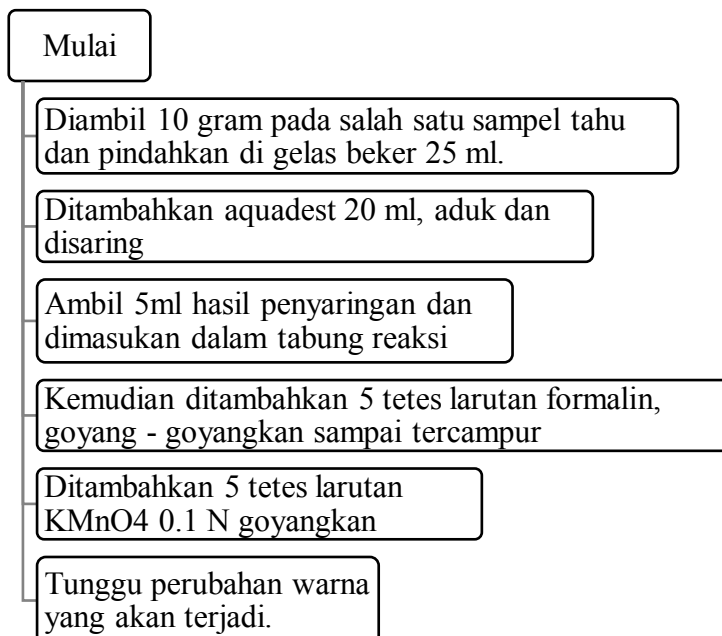 Mulai
Diambil 10 gram pada salah satu sampel tahu
dan pindahkan di gelas beker 25 ml.
Ditambahkan aquadest 20 ml, aduk dan
disaring
Ambil 5ml hasil penyaringan dan
dimasukan dalam tabung reaksi
Kemudian ditambahkan 5 tetes larutan formalin,
goyang - goyangkan sampai tercampur
Ditambahkan 5 tetes larutan
KMnO4 0.1 N goyangkan
Tunggu perubahan warna
yang akan terjadi.